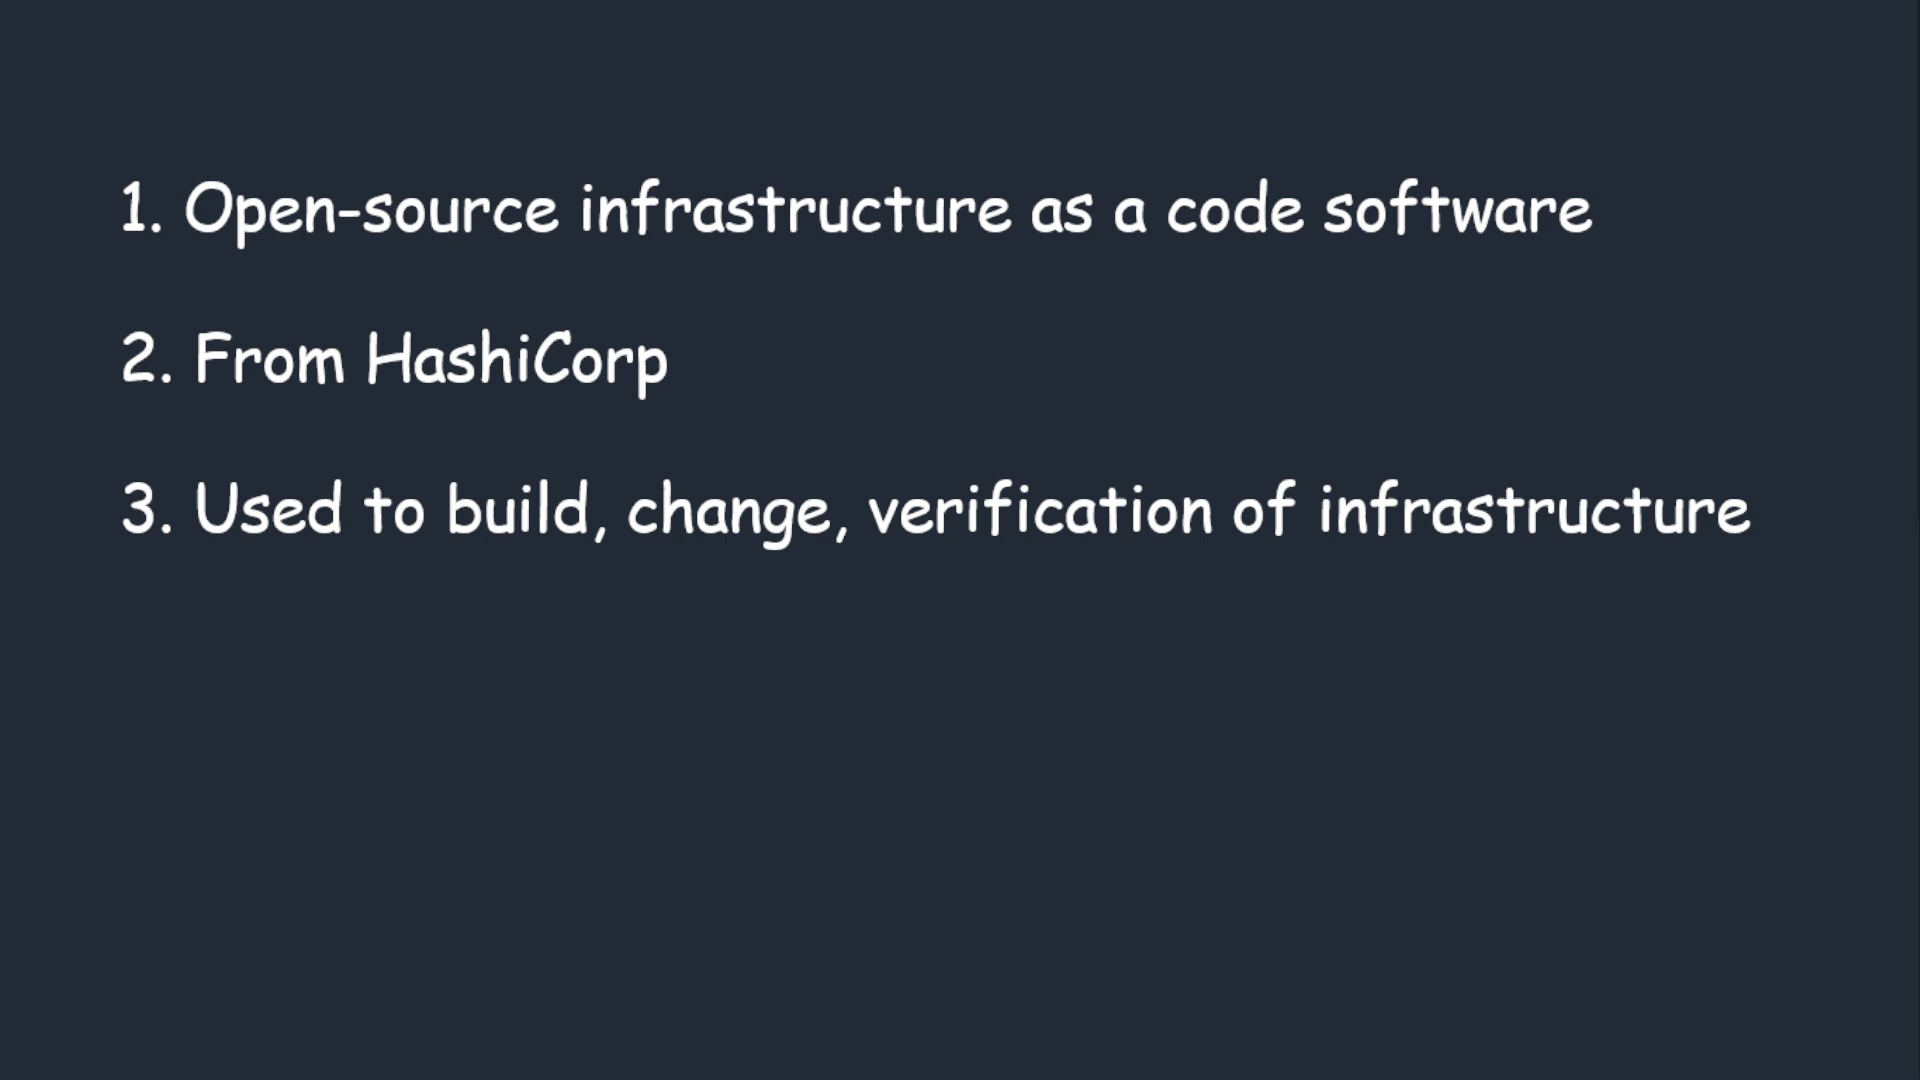 1. Open-source infrastructure as a code software
2. From HashiCorp
3. Used to build, change, verification of infrastructure